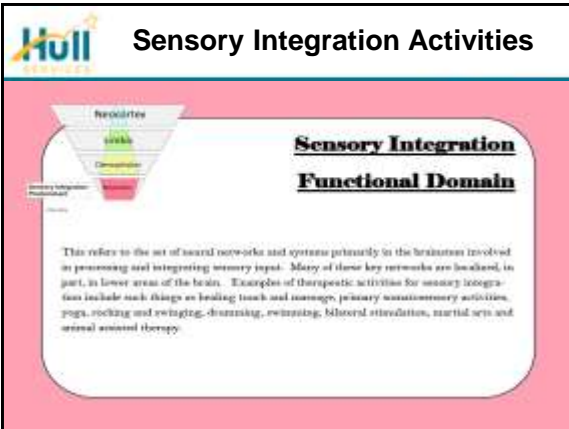 Hull
SERVICES
Sensory Integration Activities
Neocortex
Limbic
Diencephalon
Brainstem
Sensory Integration
Sensory Integration
Functional Domain
This refers to the set of neural networks and systems primarily in the brainstem involved
in processing and integrating sensory input. Many of these key networks are localized, in
part, in lower areas of the brain. Examples of therapeutic activities for sensory integra-
tion include such things as healing touch and massage, primary somatosensory activities,
yoga, rocking and swinging, drumming, swimming, bilateral stimulation, martial arts and
animal assisted therapy.